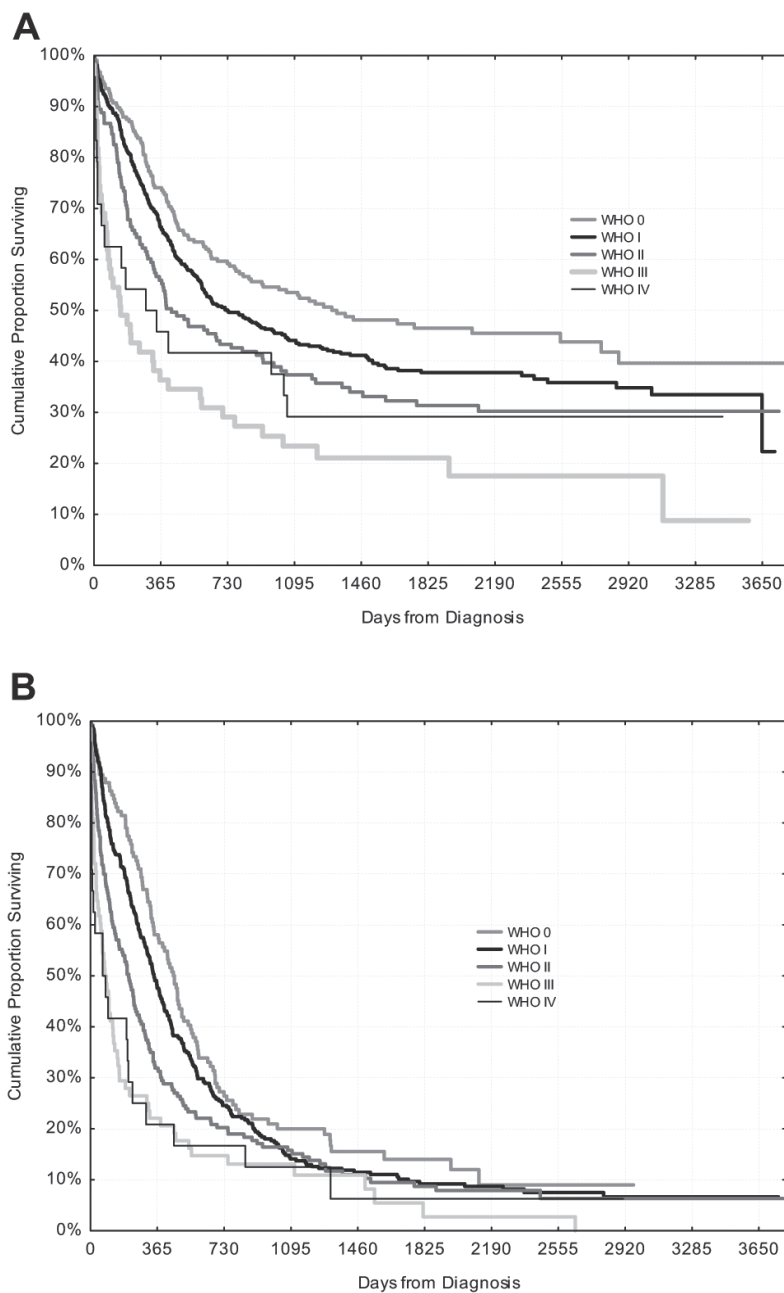 A
100%
90%
80%
70%
60%
50%
40%
30%
20%
10%
0%
Cumulative Proportion Surviving
WHO 0
WHO I
WHO II
WHO III
WHO IV
0 365 730 1095 1460 1825 2190 2555 2920 3285 3650
Days from Diagnosis
B
100%
90%
80%
70%
60%
50%
40%
30%
20%
10%
0%
Cumulative Proportion Surviving
WHO 0
WHO I
WHO II
WHO III
WHO IV
0 365 730 1095 1460 1825 2190 2555 2920 3285 3650
Days from Diagnosis